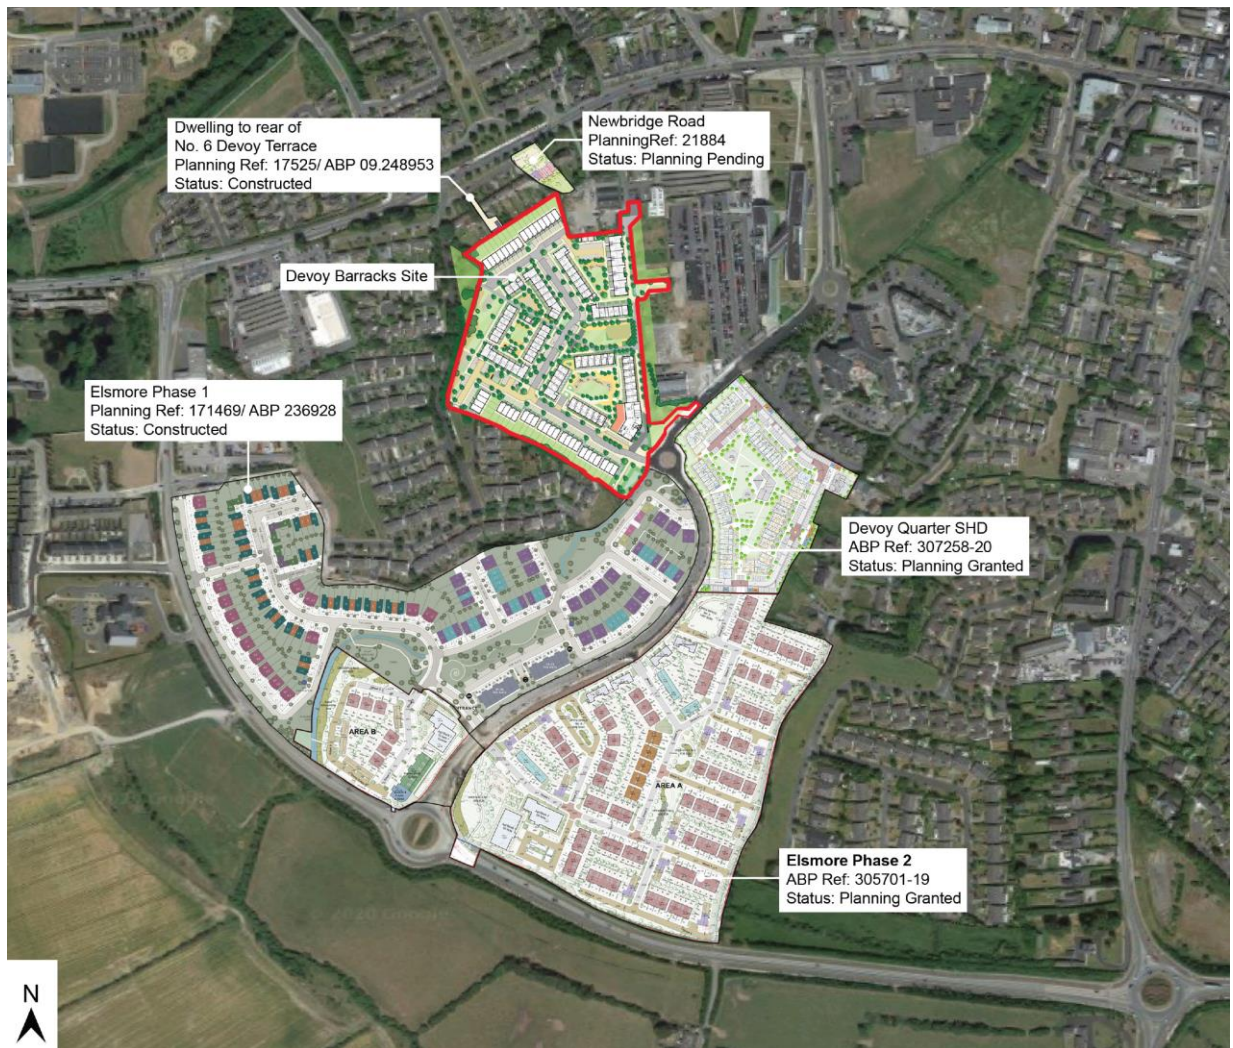 Dwelling to rear of
No. 6 Devoy Terrace
Planning Ref: 17525/ ABP 09.248953
Status: Constructed
Newbridge Road
PlanningRef: 21884
Status: Planning Pending
Devoy Barracks Site
Elsmore Phase 1
Planning Ref: 171469/ ABP 236928
Status: Constructed
Devoy Quarter SHD
ABP Ref: 307258-20
Status: Planning Granted
AREA B
AREA A
Elsmore Phase 2
ABP Ref: 305701-19
Status: Planning Granted
N